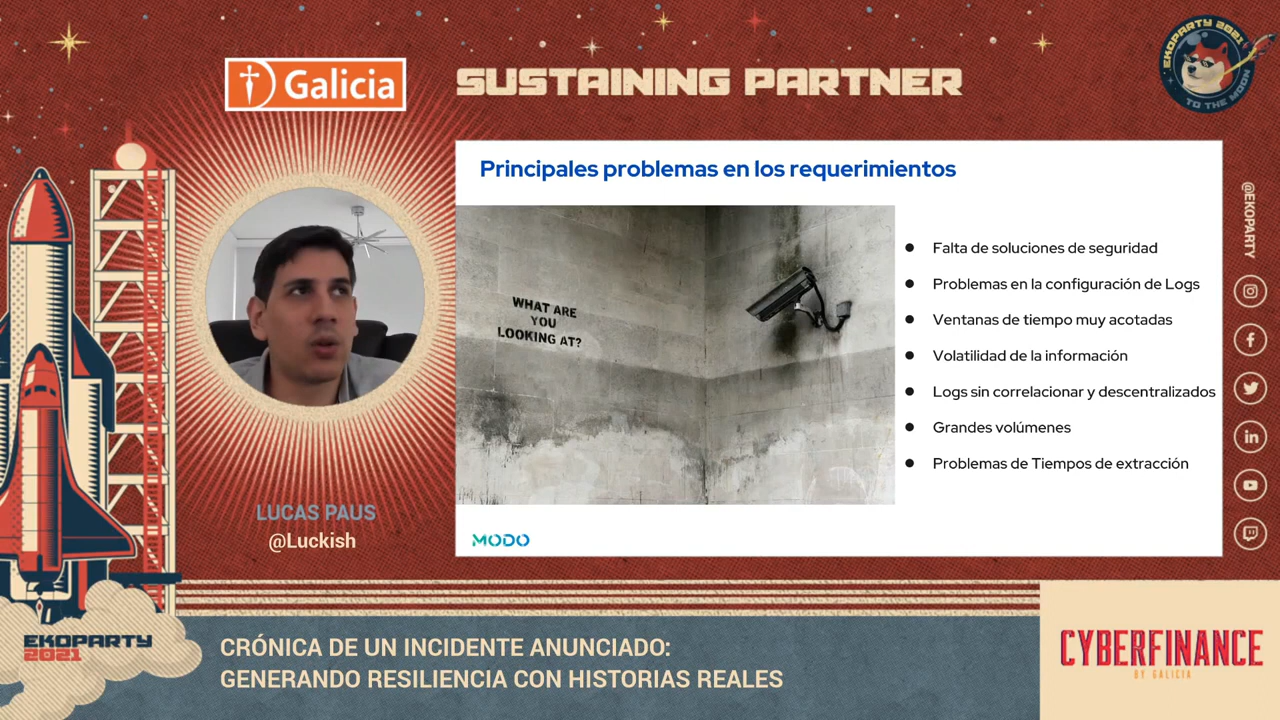 Galicia
SUSTAINING PARTNER
EKOPARTY 2021
TO THE MOON
Principales problemas en los requerimientos
WHAT ARE
YOU
LOOKING AT?
● Falta de soluciones de seguridad
● Problemas en la configuración de Logs
● Ventanas de tiempo muy acotadas
● Volatilidad de la información
● Logs sin correlacionar y descentralizados
● Grandes volúmenes
● Problemas de Tiempos de extracción
MODO
@EKOPARTY
LUCAS PAUS
@Luckish
EKOPARTY
2021
CRÓNICA DE UN INCIDENTE ANUNCIADO:
GENERANDO RESILIENCIA CON HISTORIAS REALES
CYBERFINANCE
BY GALICIA